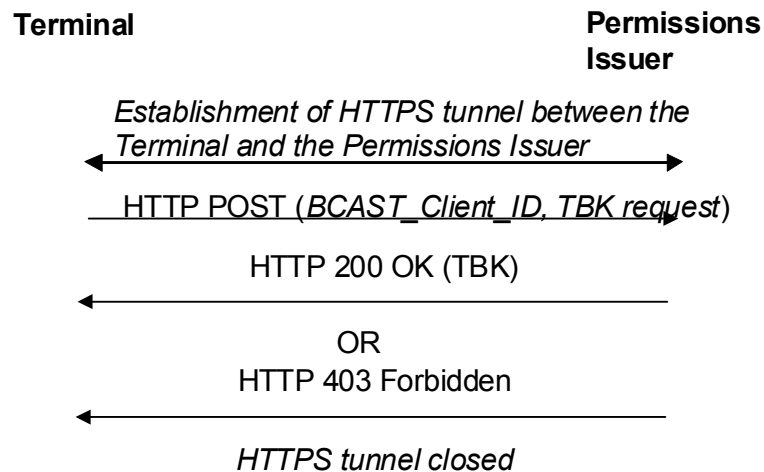 Terminal
Permissions
Issuer
Establishment of HTTPS tunnel between the
Terminal and the Permissions Issuer
HTTP POST (BCAST_Client_ID, TBK request)
HTTP 200 OK (TBK)
OR
HTTP 403 Forbidden
HTTPS tunnel closed